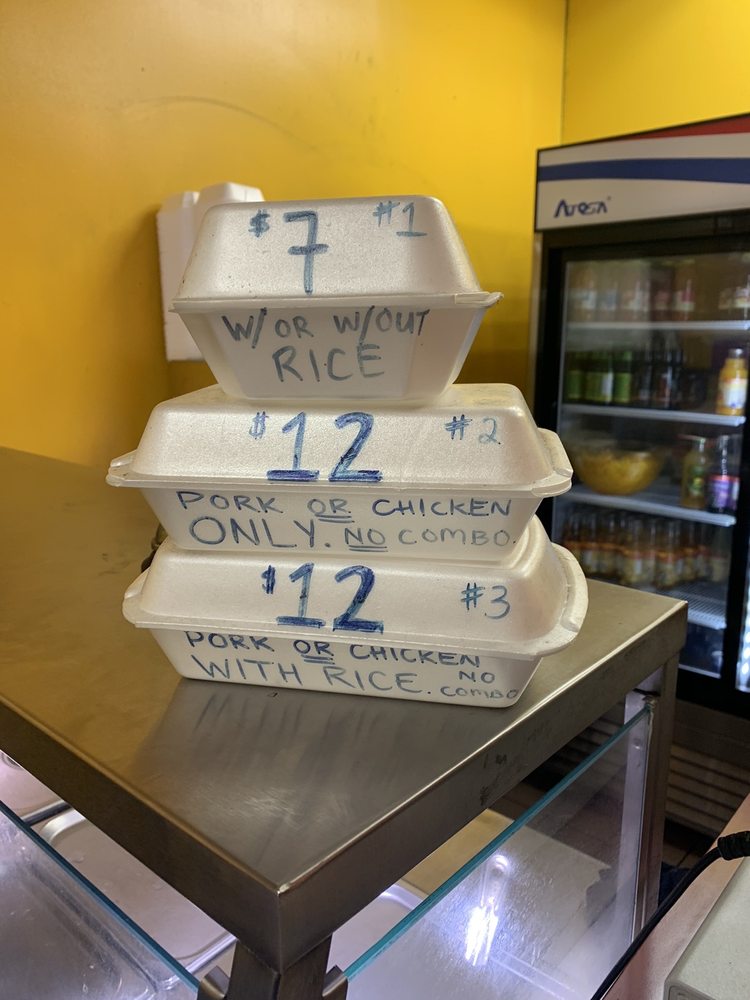 $7 #1
W/ OR W/OUT
RICE
$12 #2
PORK OR CHICKEN
ONLY. NO COMBO.
$12 #3
PORK OR CHICKEN
WITH RICE. NO
COMBO
Arosa